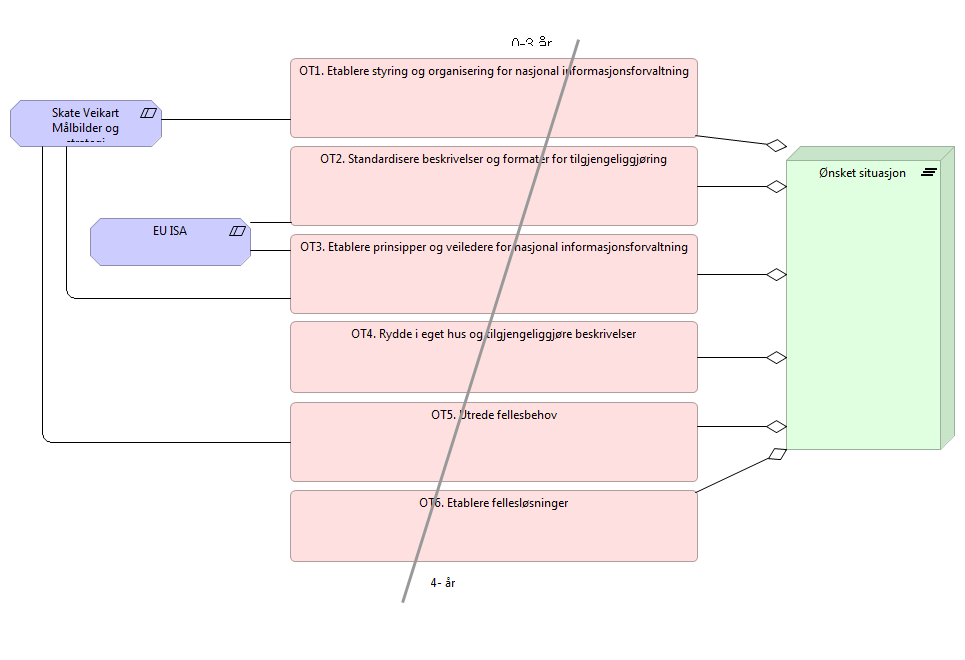 0-3 år
OT1. Etablere styring og organisering for nasjonal informasjonsforvaltning
Skate Veikart
Målbilder og
strategi
OT2. Standardisere beskrivelser og formater for tilgjengeliggjøring
Ønsket situasjon
EU ISA
OT3. Etablere prinsipper og veiledere for nasjonal informasjonsforvaltning
OT4. Rydde i eget hus og tilgjengeliggjøre beskrivelser
OT5. Utrede fellesbehov
OT6. Etablere fellesløsninger
4- år